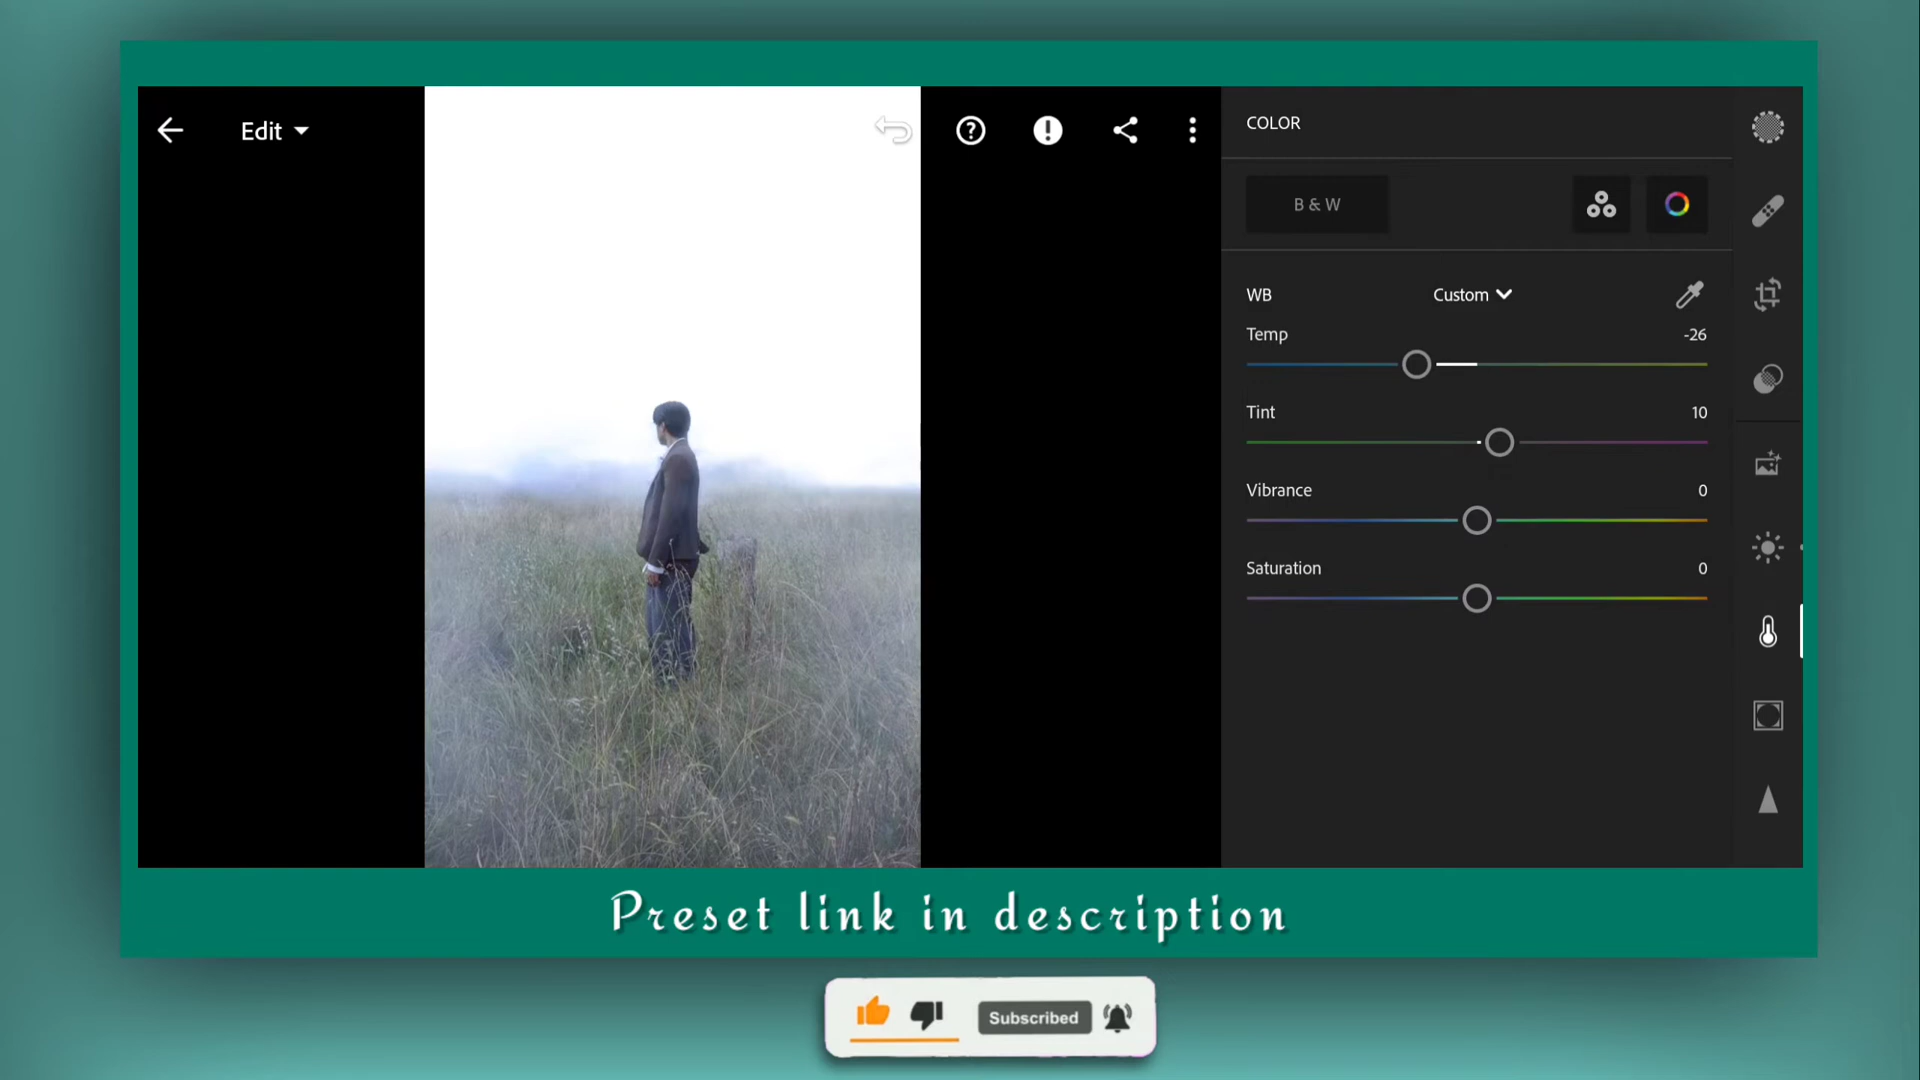 Edit
COLOR
B & W
WB Custom
Temp -26
Tint 10
Vibrance 0
Saturation 0
Preset link in description
Subscribed